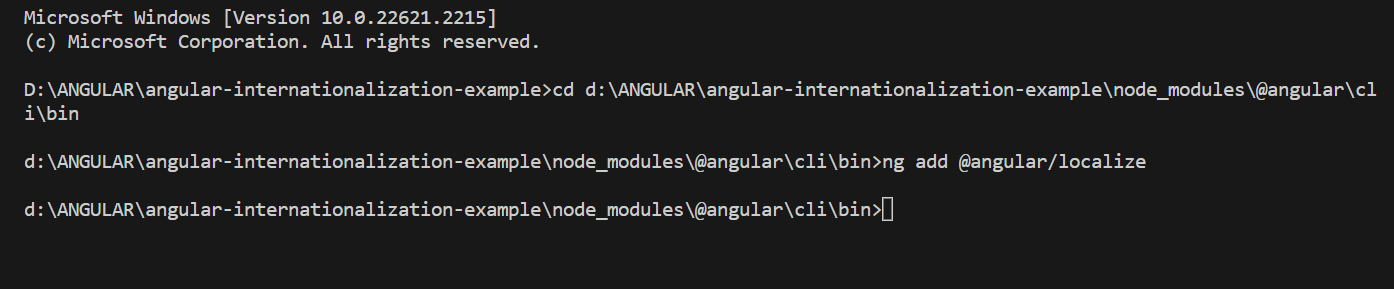 Microsoft Windows [Version 10.0.22621.2215]
(c) Microsoft Corporation. All rights reserved.
D:\ANGULAR\angular-internationalization-example>cd d:\ANGULAR\angular-internationalization-example\node_modules\@angular\cl
i\bin
d:\ANGULAR\angular-internationalization-example\node_modules\@angular\cli\bin>ng add @angular/localize
d:\ANGULAR\angular-internationalization-example\node_modules\@angular\cli\bin>